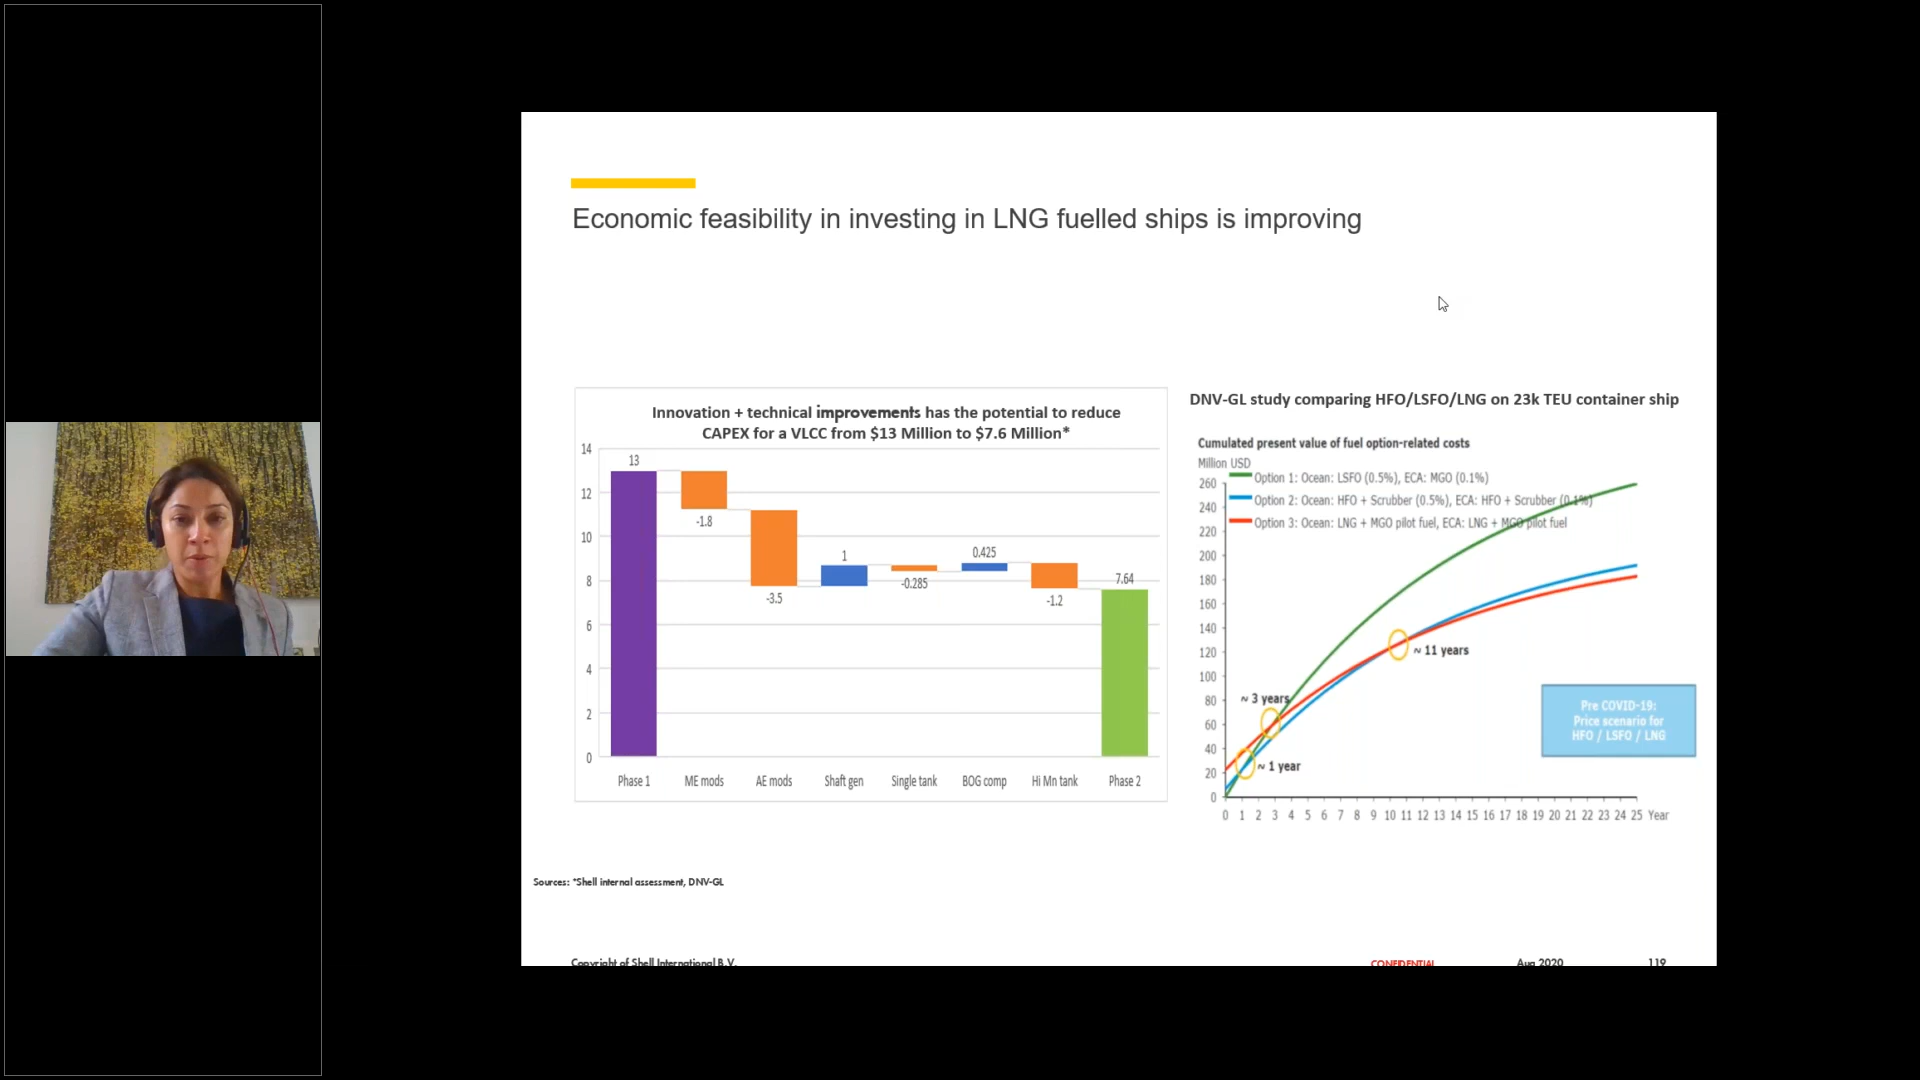 Economic feasibility in investing in LNG fuelled ships is improving
Innovation + technical improvements has the potential to reduce
CAPEX for a VLCC from $13 Million to $7.6 Million*
14
12
10
8
6
4
2
0
13
-1.8
-3.5
1
-0.285
0.425
-1.2
7.64
Phase 1 ME mods AE mods Shaft gen Single tank BOG comp Hi Mn tank Phase 2
DNV-GL study comparing HFO/LSFO/LNG on 23k TEU container ship
Cumulated present value of fuel option-related costs
Million USD
Option 1: Ocean: LSFO (0.5%), ECA: MGO (0.1%)
Option 2: Ocean: HFO + Scrubber (0.5%), ECA: HFO + Scrubber (0.1%)
Option 3: Ocean: LNG + MGO pilot fuel, ECA: LNG + MGO pilot fuel
260
240
220
200
180
160
140
120
100
80
60
40
20
0
~ 11 years
~ 3 years
~ 1 year
Pre COVID-19:
Price scenario for
HFO / LSFO / LNG
0 1 2 3 4 5 6 7 8 9 10 11 12 13 14 15 16 17 18 19 20 21 22 23 24 25 Year
Sources: *Shell internal assessment, DNV-GL
Copyright of Shell International B.V. CONFIDENTIAL Aug 2020 119